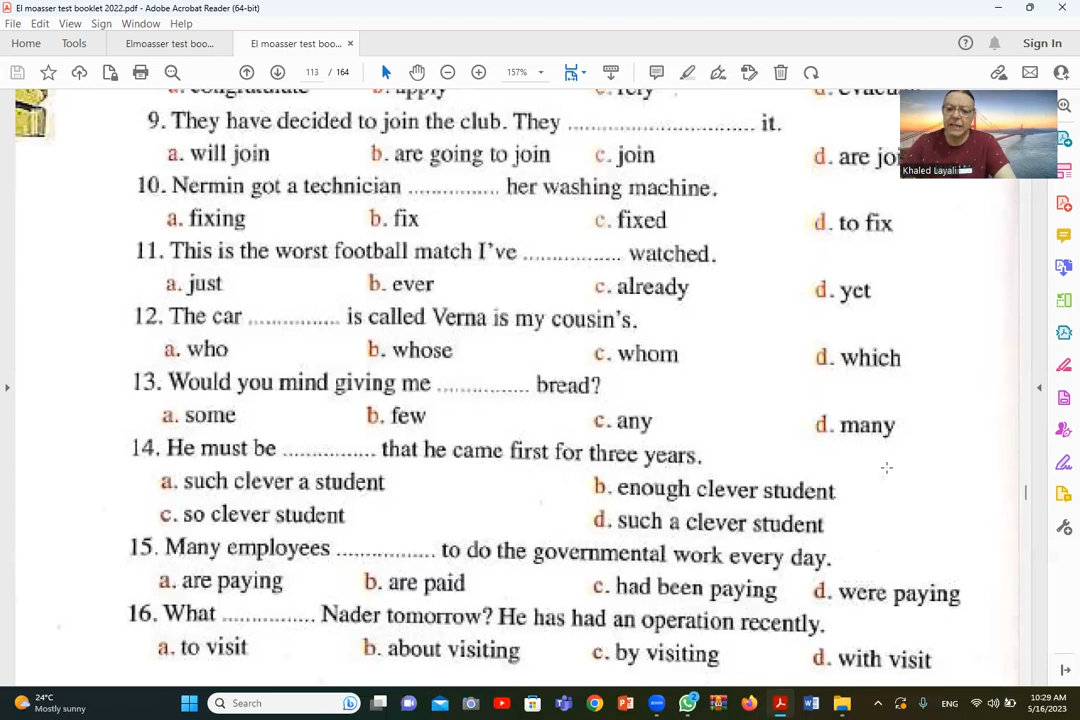 El moasser test booklet 2022.pdf - Adobe Acrobat Reader (64-bit)
File Edit View Sign Window Help
Home Tools Elmoasser test boo... El moasser test boo... × Sign In
113 / 164 157%
a. congratulate b. apply c. rely
9. They have decided to join the club. They .............................. it.
a. will join b. are going to join c. join d. are joi
10. Nermin got a technician ................ her washing machine.
a. fixing b. fix c. fixed d. to fix
11. This is the worst football match I've ................. watched.
a. just b. ever c. already d. yet
12. The car ................ is called Verna is my cousin's.
a. who b. whose c. whom d. which
13. Would you mind giving me ................ bread?
a. some b. few c. any d. many
14. He must be ................ that he came first for three years.
a. such clever a student b. enough clever student
c. so clever student d. such a clever student
15. Many employees ................. to do the governmental work every day.
a. are paying b. are paid c. had been paying d. were paying
16. What ................ Nader tomorrow? He has had an operation recently.
a. to visit b. about visiting c. by visiting d. with visit
Khaled Layali
24°C
Mostly sunny
Search
2
ENG
10:29 AM
5/16/2023